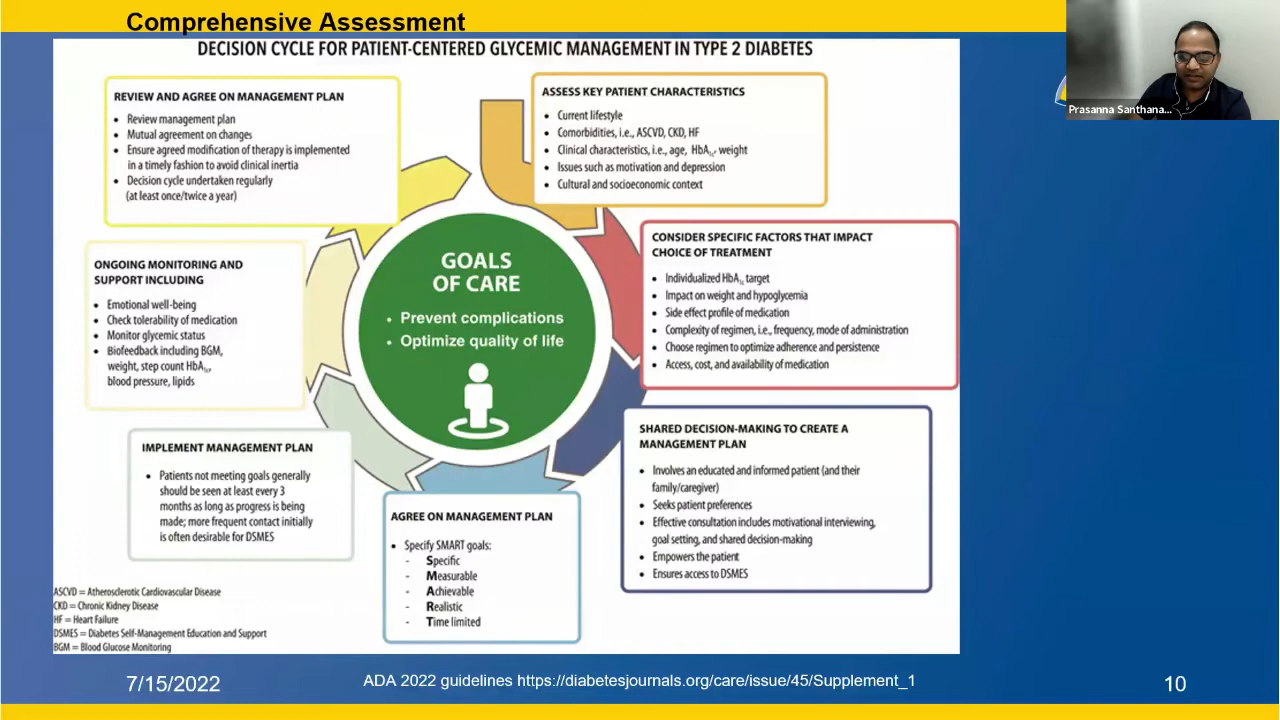 Comprehensive Assessment
DECISION CYCLE FOR PATIENT-CENTERED GLYCEMIC MANAGEMENT IN TYPE 2 DIABETES
REVIEW AND AGREE ON MANAGEMENT PLAN
• Review management plan
• Mutual agreement on changes
• Ensure agreed modification of therapy is implemented
in a timely fashion to avoid clinical inertia
• Decision cycle undertaken regularly
(at least once/twice a year)
ASSESS KEY PATIENT CHARACTERISTICS
• Current lifestyle
• Comorbidities, i.e., ASCVD, CKD, HF
• Clinical characteristics, i.e., age, HbA1c, weight
• Issues such as motivation and depression
• Cultural and socioeconomic context
Prasanna Santhana...
CONSIDER SPECIFIC FACTORS THAT IMPACT
CHOICE OF TREATMENT
• Individualized HbA1c target
• Impact on weight and hypoglycemia
• Side effect profile of medication
• Complexity of regimen, i.e., frequency, mode of administration
• Choose regimen to optimize adherence and persistence
• Access, cost, and availability of medication
SHARED DECISION-MAKING TO CREATE A
MANAGEMENT PLAN
• Involves an educated and informed patient (and their
family/caregiver)
• Seeks patient preferences
• Effective consultation includes motivational interviewing,
goal setting, and shared decision-making
• Empowers the patient
• Ensures access to DSMES
AGREE ON MANAGEMENT PLAN
• Specify SMART goals:
- Specific
- Measurable
- Achievable
- Realistic
- Time limited
IMPLEMENT MANAGEMENT PLAN
• Patients not meeting goals generally
should be seen at least every 3
months as long as progress is being
made; more frequent contact initially
is often desirable for DSMES
ONGOING MONITORING AND
SUPPORT INCLUDING
• Emotional well-being
• Check tolerability of medication
• Monitor glycemic status
• Biofeedback including BGM,
weight, step count HbA1c,
blood pressure, lipids
GOALS
OF CARE
• Prevent complications
• Optimize quality of life
ASCVD = Atherosclerotic Cardiovascular Disease
CKD = Chronic Kidney Disease
HF = Heart Failure
DSMES = Diabetes Self-Management Education and Support
BGM = Blood Glucose Monitoring
7/15/2022
ADA 2022 guidelines https://diabetesjournals.org/care/issue/45/Supplement_1
10